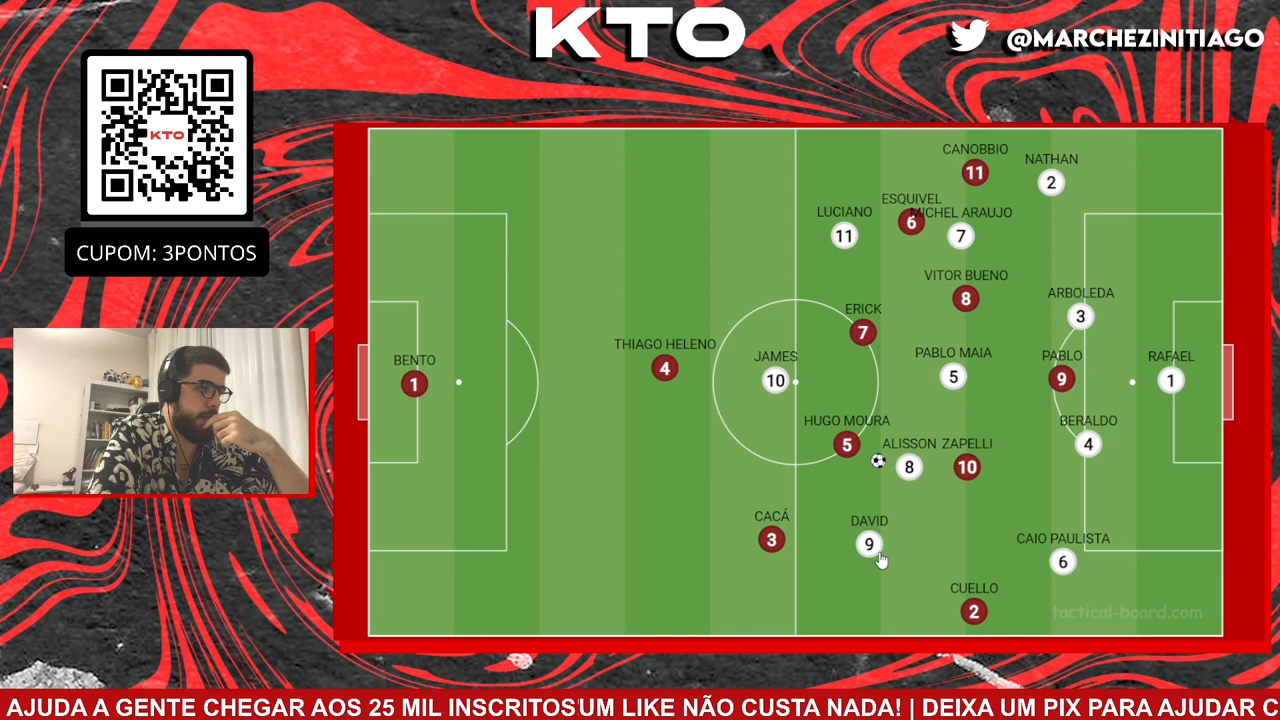 KTO
@MARCHEZINITIAGO
KTO
CUPOM: 3PONTOS
CANOBBIO
11
NATHAN
2
ESQUIVEL
6
LUCIANO
11
MICHEL ARAUJO
7
VITOR BUENO
8
ARBOLEDA
3
ERICK
7
THIAGO HELENO
4
JAMES
10
PABLO MAIA
5
PABLO
9
RAFAEL
1
BENTO
1
HUGO MOURA
5
ALISSON
8
ZAPELLI
10
BERALDO
4
CACÁ
3
DAVID
9
CAIO PAULISTA
6
CUELLO
2
tactical-board.com
AJUDA A GENTE CHEGAR AOS 25 MIL INSCRITOS UM LIKE NÃO CUSTA NADA! | DEIXA UM PIX PARA AJUDAR C